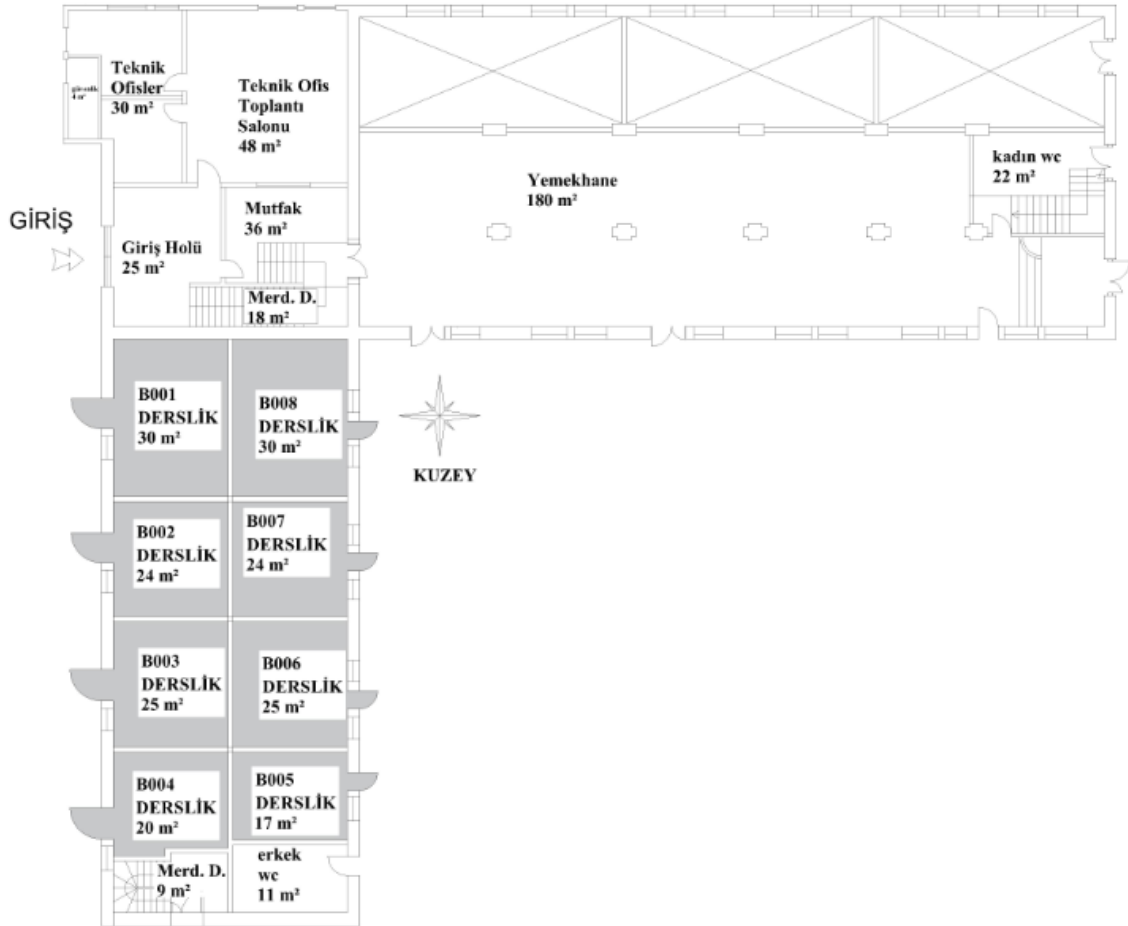 Teknik
Ofisler
30 m²
güvenlik
4 m²
Teknik Ofis
Toplantı
Salonu
48 m²
Yemekhane
180 m²
kadın wc
22 m²
GİRİŞ
Mutfak
36 m²
Giriş Holü
25 m²
Merd. D.
18 m²
B001
DERSLİK
30 m²
B008
DERSLİK
30 m²
KUZEY
B002
DERSLİK
24 m²
B007
DERSLİK
24 m²
B003
DERSLİK
25 m²
B006
DERSLİK
25 m²
B004
DERSLİK
20 m²
B005
DERSLİK
17 m²
Merd. D.
9 m²
erkek
wc
11 m²